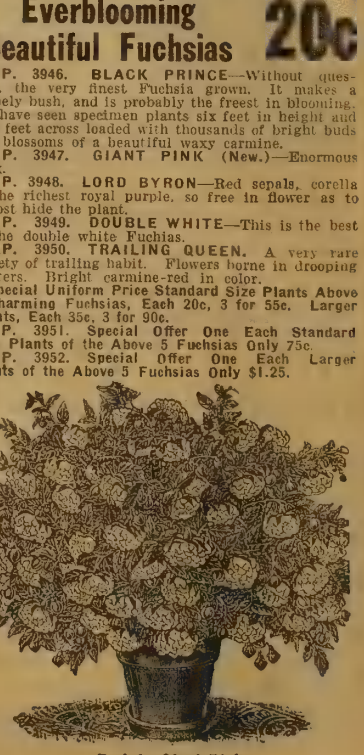 Everblooming
eautiful Fuchsias 20c
P. 3946. BLACK PRINCE—Without ques-
the very finest Fuchsia grown. It makes a
ely bush, and is probably the freest in blooming.
have seen specimen plants six feet in height and
feet across loaded with thousands of bright buds
blossoms of a beautiful waxy carmine.
P. 3947. GIANT PINK (New.)—Enormous
P. 3948. LORD BYRON—Red sepals, corolla
he richest royal purple, so free in flower as to
ost hide the plant.
P. 3949. DOUBLE WHITE—This is the best
he double white Fuchias.
P. 3950. TRAILING QUEEN. A very rare
ety of trailing habit. Flowers borne in drooping
ers. Bright carmine-red in color.
pecial Uniform Price Standard Size Plants Above
harming Fuchsias, Each 20c, 3 for 55c. Larger
nts, Each 35c, 3 for 90c.
P. 3951. Special Offer One Each Standard
Plants of the Above 5 Fuchsias Only 75c.
P. 3952. Special Offer One Each Larger
nts of the Above 5 Fuchsias Only $1.25.